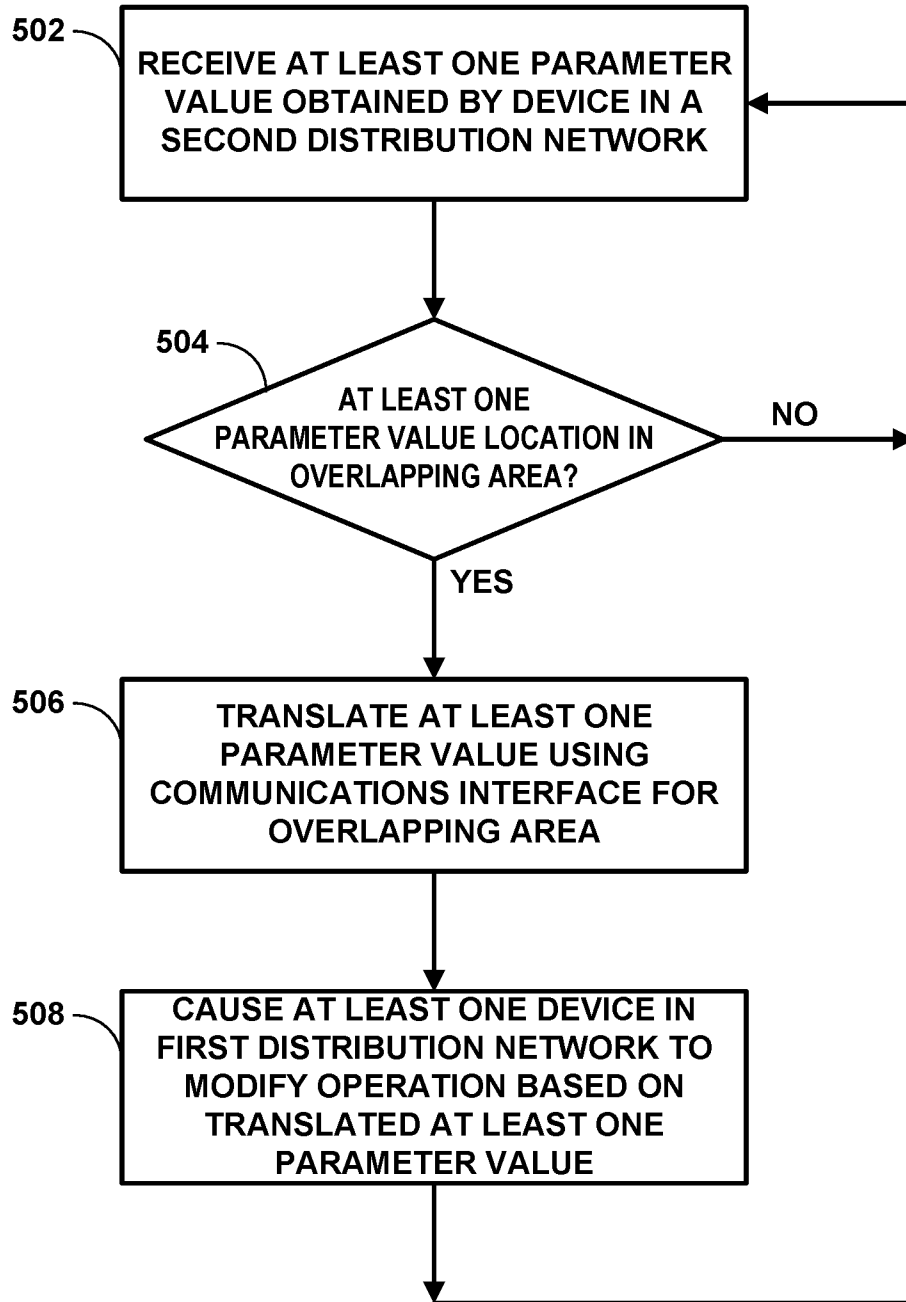 502
RECEIVE AT LEAST ONE PARAMETER
VALUE OBTAINED BY DEVICE IN A
SECOND DISTRIBUTION NETWORK
504
AT LEAST ONE
PARAMETER VALUE LOCATION IN
OVERLAPPING AREA?
NO
YES
506
TRANSLATE AT LEAST ONE
PARAMETER VALUE USING
COMMUNICATIONS INTERFACE FOR
OVERLAPPING AREA
508
CAUSE AT LEAST ONE DEVICE IN
FIRST DISTRIBUTION NETWORK TO
MODIFY OPERATION BASED ON
TRANSLATED AT LEAST ONE
PARAMETER VALUE